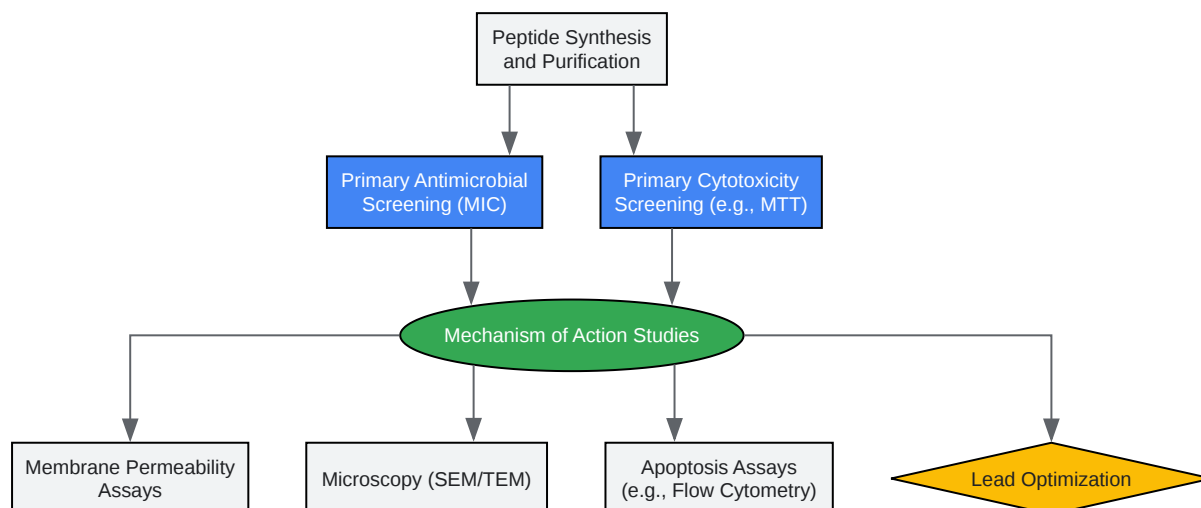 Peptide Synthesis
and Purification
Primary Antimicrobial
Screening (MIC)
Primary Cytotoxicity
Screening (e.g., MTT)
Mechanism of Action Studies
Membrane Permeability
Assays
Microscopy (SEM/TEM)
Apoptosis Assays
(e.g., Flow Cytometry)
Lead Optimization